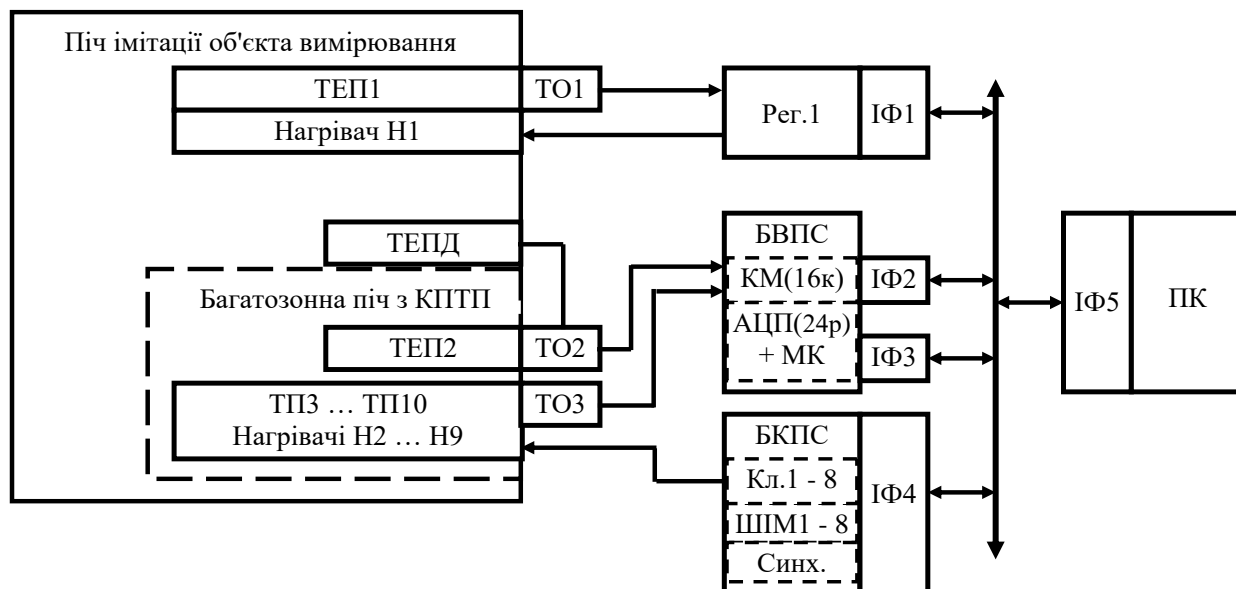 Піч імітації об'єкта вимірювання
ТЕП1
ТО1
Нагрівач Н1
Рег.1
ІФ1
ТЕПД
Багатозонна піч з КПТП
ТЕП2
ТО2
ТП3 … ТП10
Нагрівачі Н2 … Н9
ТО3
БВПС
КМ(16к)
АЦП(24р)
+ МК
ІФ2
ІФ3
БКПС
Кл.1 - 8
ШІМ1 - 8
Синх.
ІФ4
ІФ5
ПК